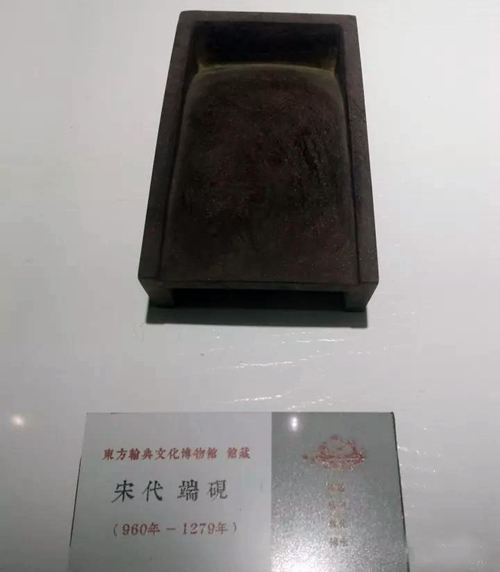 東方翰典文化博物館 館藏
宋代 端硯
(960年-1279年)